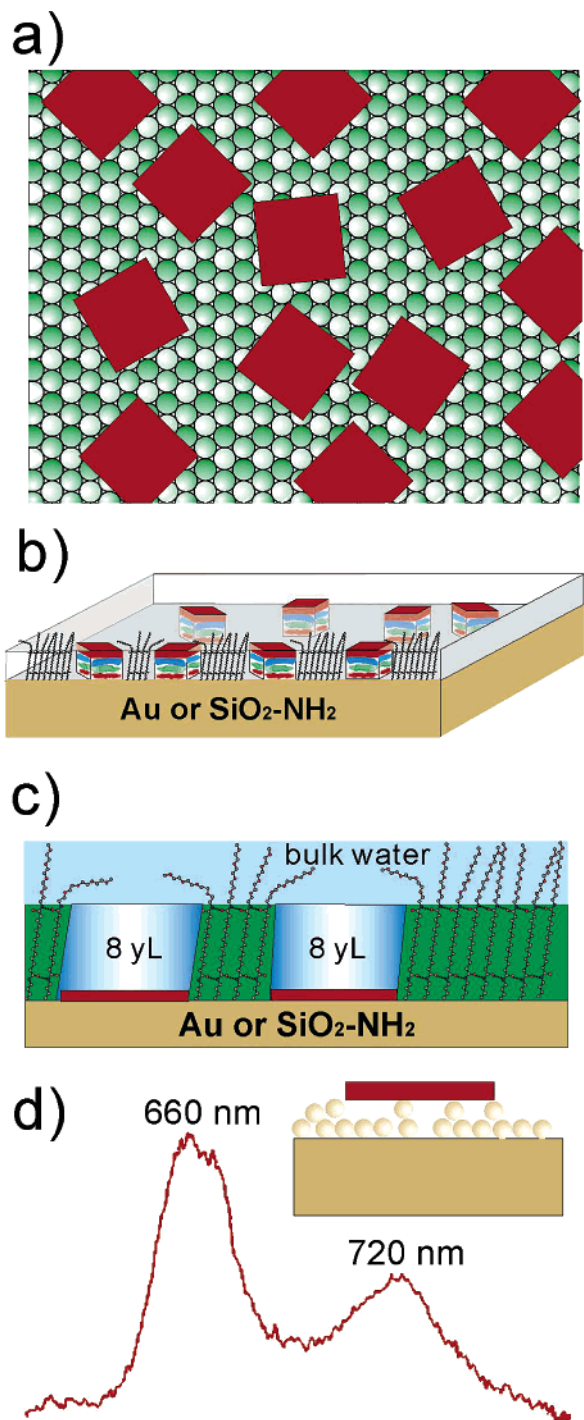 a)
b)
Au or SiO₂-NH₂
c)
bulk water
8 yL 8 yL
Au or SiO₂-NH₂
d)
660 nm
720 nm